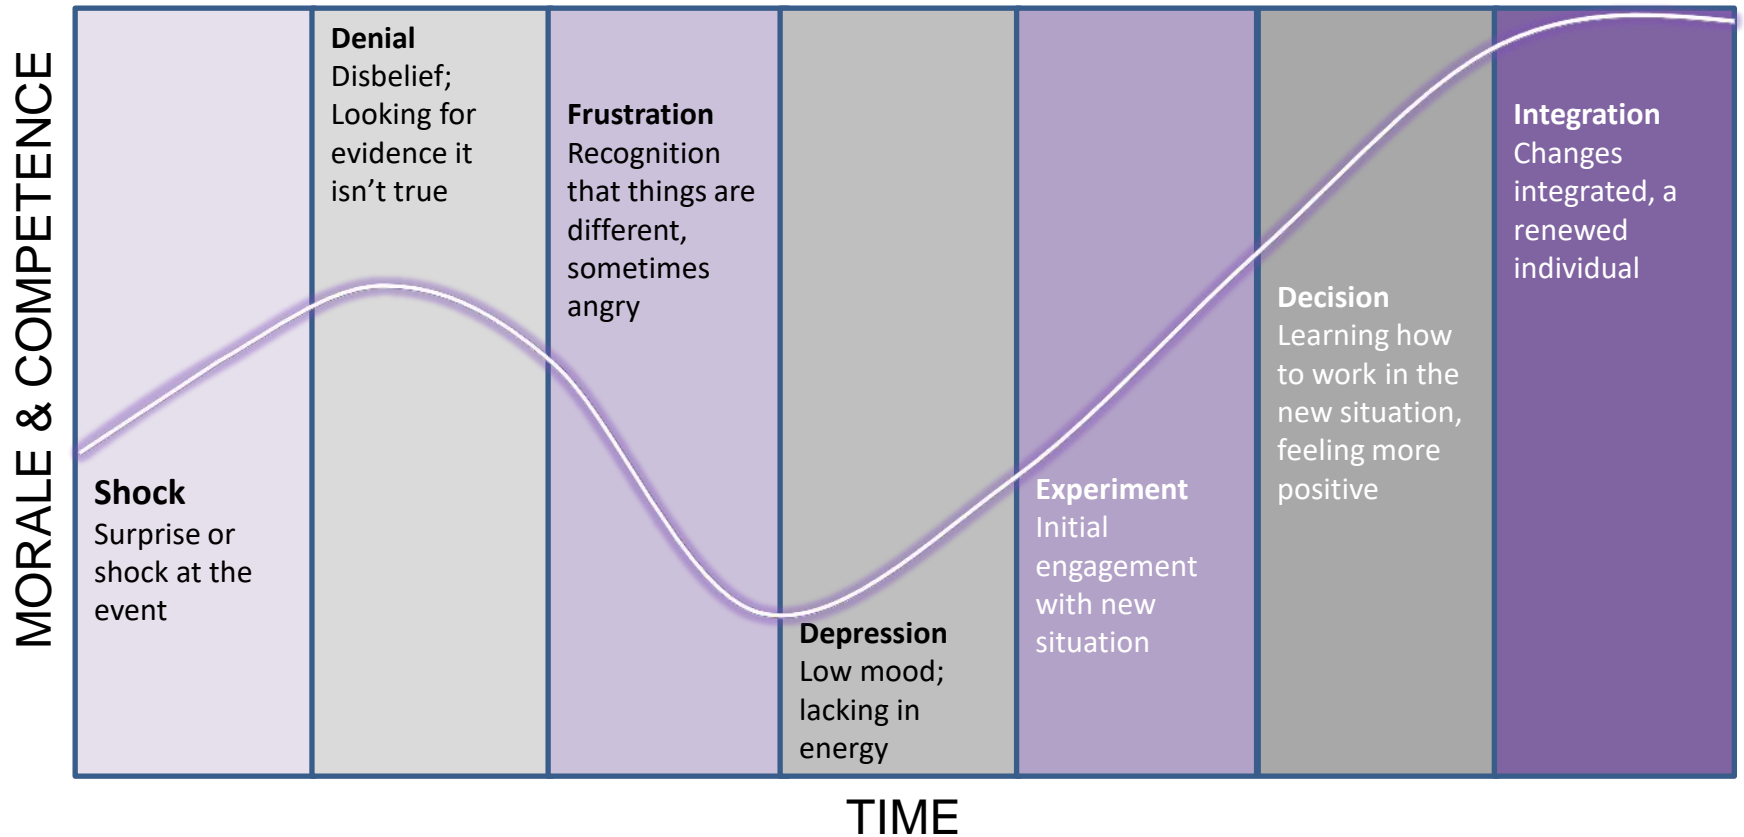 MORALE & COMPETENCE
Shock
Surprise or
shock at the
event
Denial
Disbelief;
Looking for
evidence it
isn’t true
Frustration
Recognition
that things are
different,
sometimes
angry
Depression
Low mood;
lacking in
energy
Experiment
Initial
engagement
with new
situation
Decision
Learning how
to work in the
new situation,
feeling more
positive
Integration
Changes
integrated, a
renewed
individual
TIME